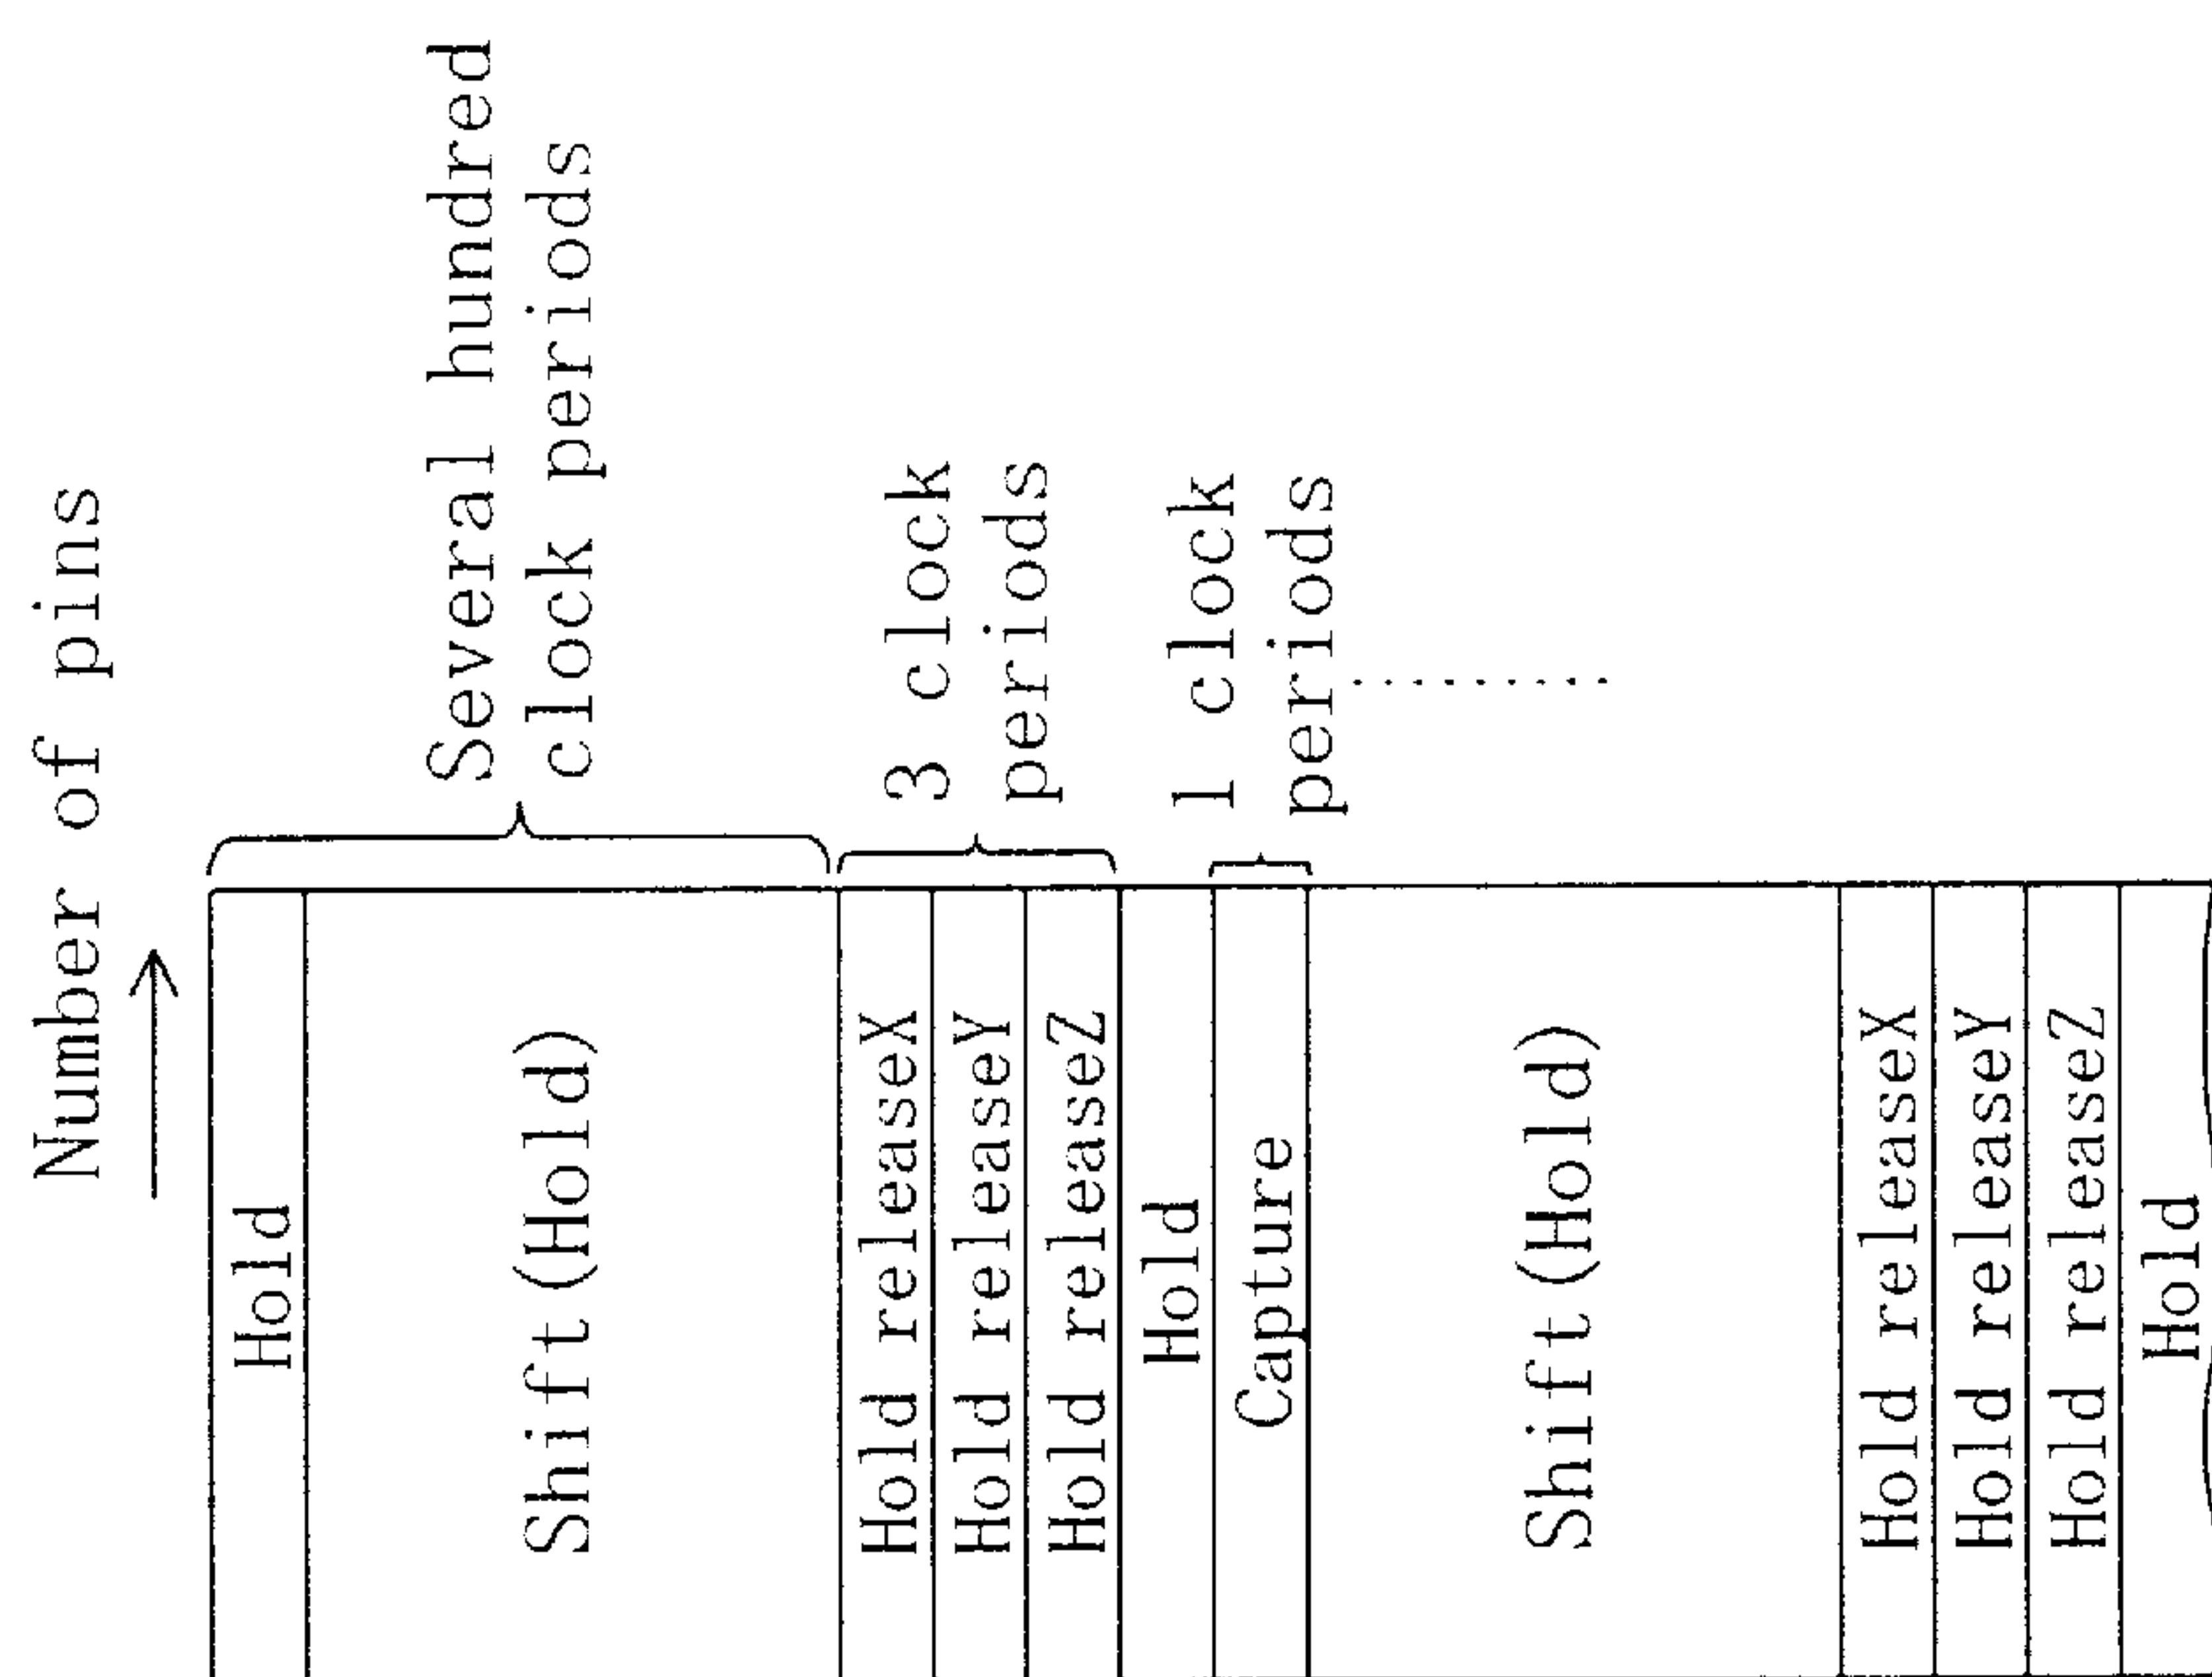 Number of pins
Hold
Several hundred
clock periods
Shift(Hold)
3 clock
periods
Hold releaseX
Hold releaseY
Hold releaseZ
Hold
1 clock
periods
Capture
Shift(Hold)
Hold releaseX
Hold releaseY
Hold releaseZ
Hold